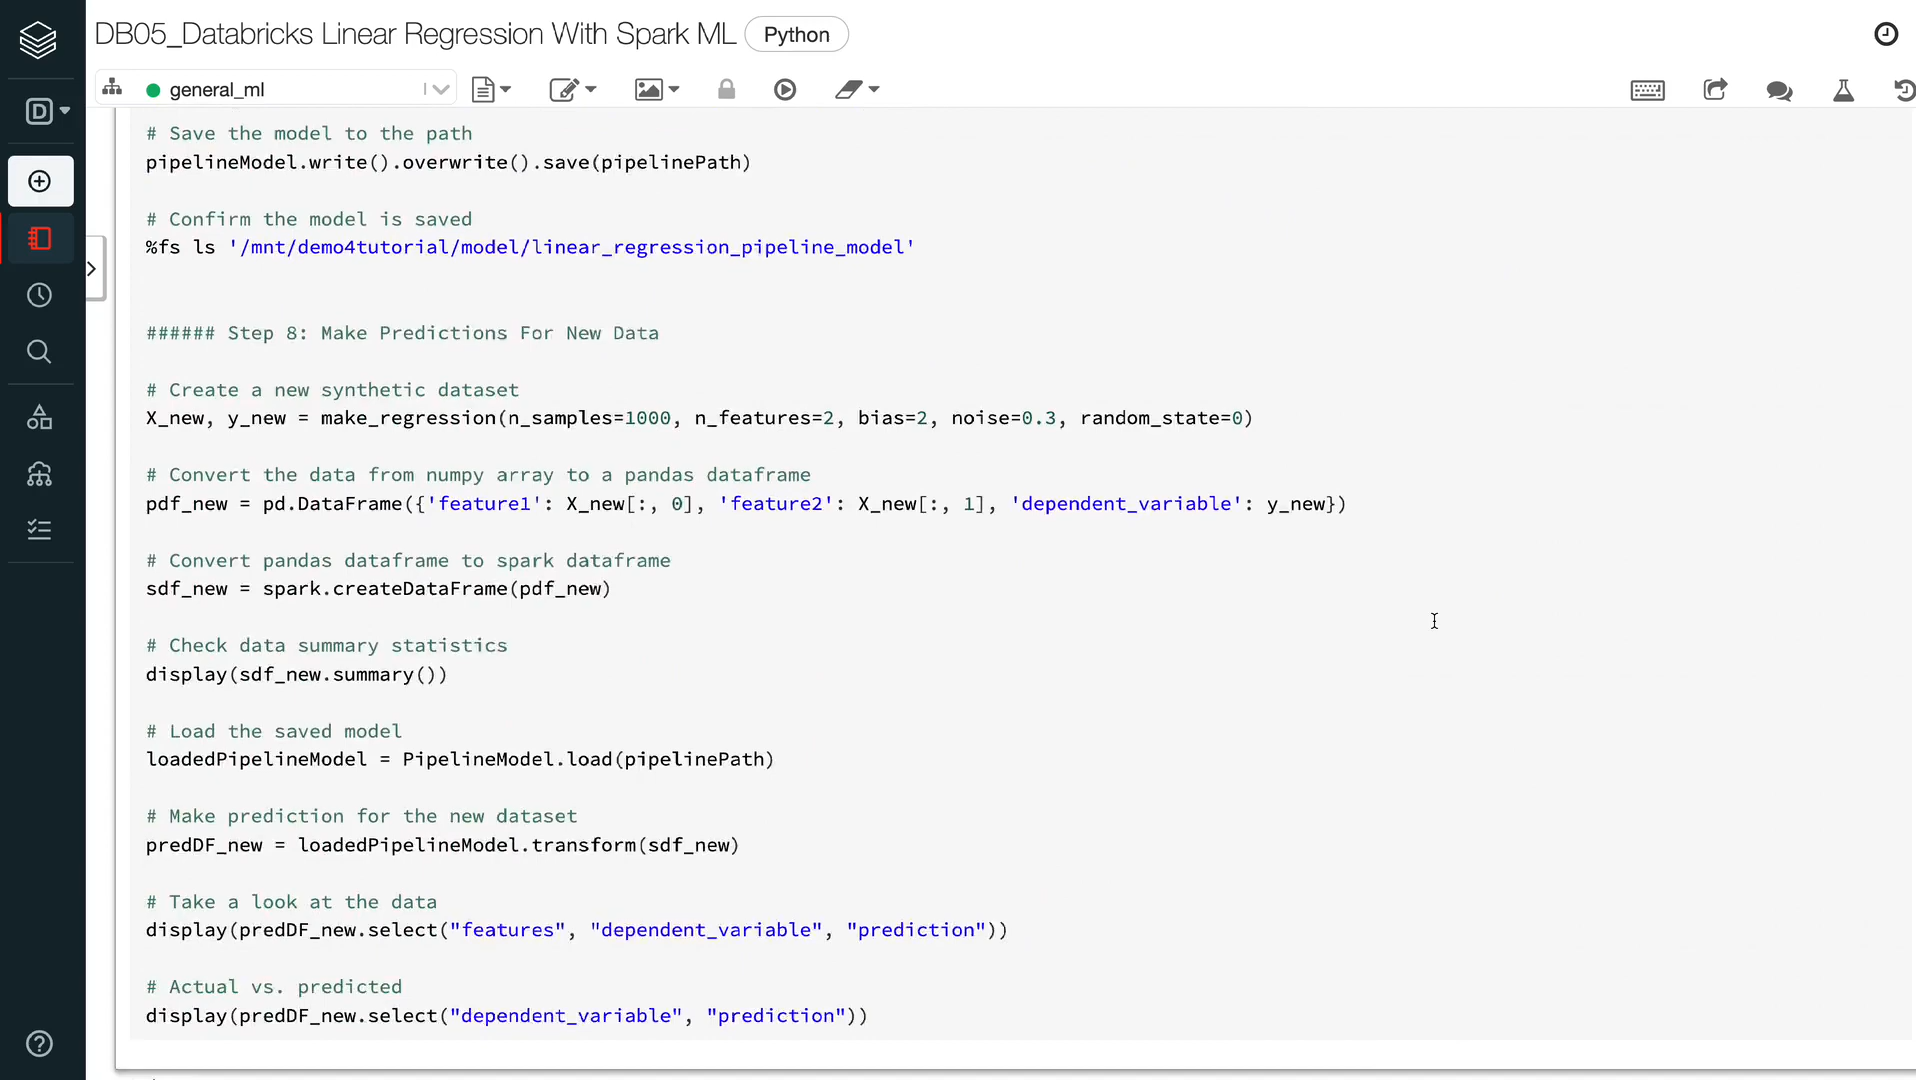 DB05_Databricks Linear Regression With Spark ML Python
general_ml
D
# Save the model to the path
pipelineModel.write().overwrite().save(pipelinePath)
# Confirm the model is saved
%fs ls '/mnt/demo4tutorial/model/linear_regression_pipeline_model'
###### Step 8: Make Predictions For New Data
# Create a new synthetic dataset
X_new, y_new = make_regression(n_samples=1000, n_features=2, bias=2, noise=0.3, random_state=0)
# Convert the data from numpy array to a pandas dataframe
pdf_new = pd.DataFrame({'feature1': X_new[:, 0], 'feature2': X_new[:, 1], 'dependent_variable': y_new})
# Convert pandas dataframe to spark dataframe
sdf_new = spark.createDataFrame(pdf_new)
# Check data summary statistics
display(sdf_new.summary())
# Load the saved model
loadedPipelineModel = PipelineModel.load(pipelinePath)
# Make prediction for the new dataset
predDF_new = loadedPipelineModel.transform(sdf_new)
# Take a look at the data
display(predDF_new.select("features", "dependent_variable", "prediction"))
# Actual vs. predicted
display(predDF_new.select("dependent_variable", "prediction"))